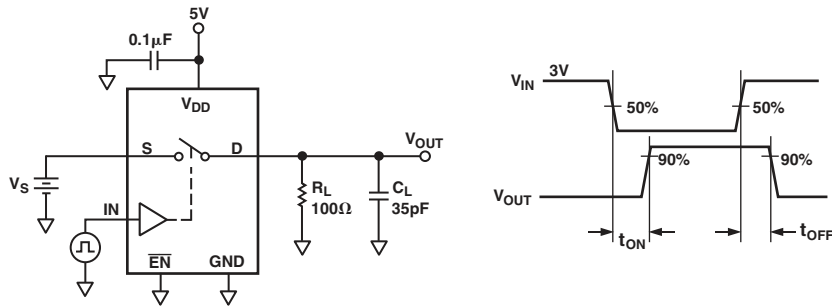 5V
0.1µF
VDD
S
D
VOUT
VS
IN
RL
100Ω
CL
35pF
EN
GND
VIN
3V
50%
50%
90%
90%
VOUT
tON
tOFF